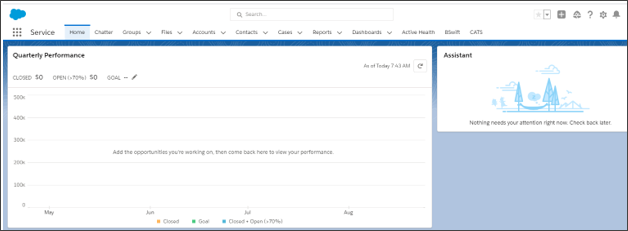 Search...
Service
Home
Chatter
Groups
Files
Accounts
Contacts
Cases
Reports
Dashboards
Active Health
BSwift
CATS
Quarterly Performance
As of Today 7:43 AM
CLOSED $0 OPEN (>70%) $0 GOAL --
500K
400K
300K
200K
100K
0
Add the opportunities you're working on, then come back here to view your performance.
May Jun Jul Aug
Closed Goal Closed + Open (>70%)
Assistant
Nothing needs your attention right now. Check back later.